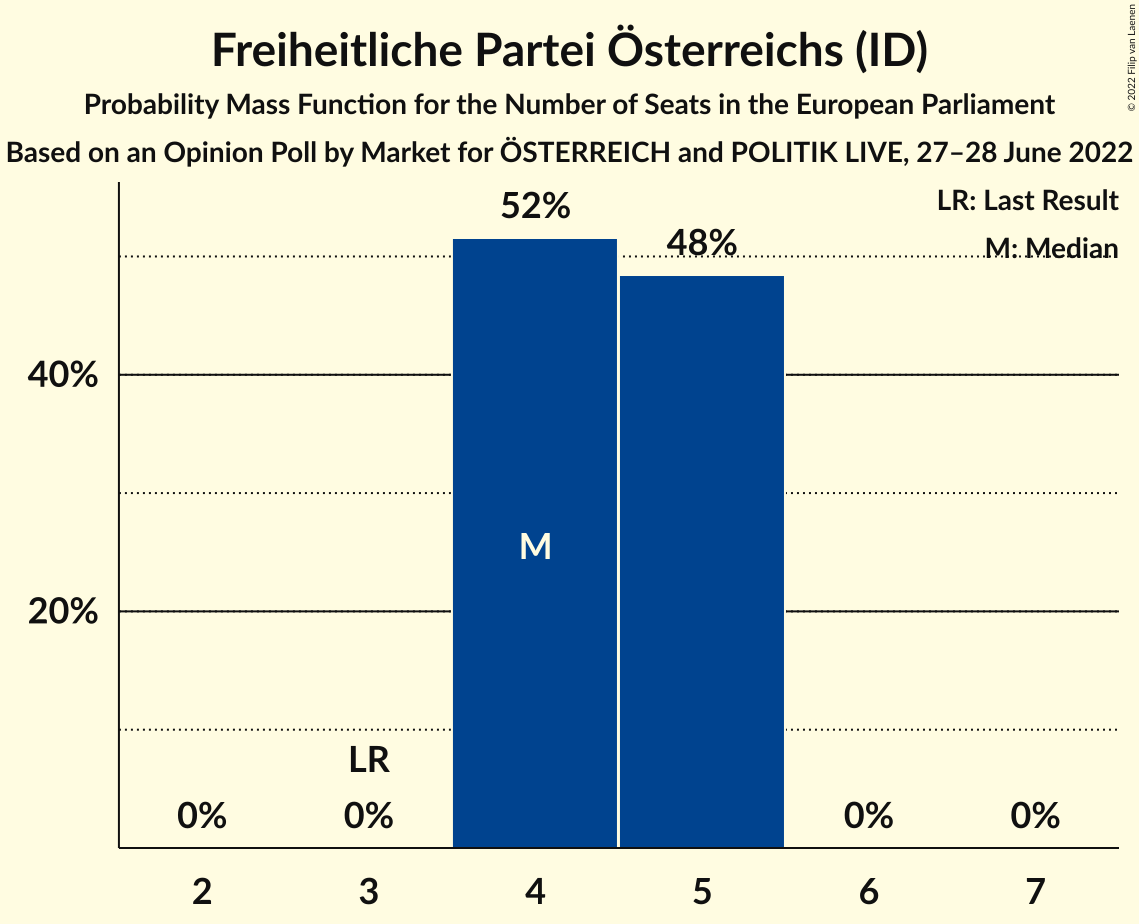 Freiheitliche Partei Österreichs (ID)
Probability Mass Function for the Number of Seats in the European Parliament
Based on an Opinion Poll by Market for ÖSTERREICH and POLITIK LIVE, 27–28 June 2022
© 2022 Filip van Laenen
LR: Last Result
M: Median
52%
48%
40%
M
20%
LR
0%
0%
0%
0%
2
3
4
5
6
7